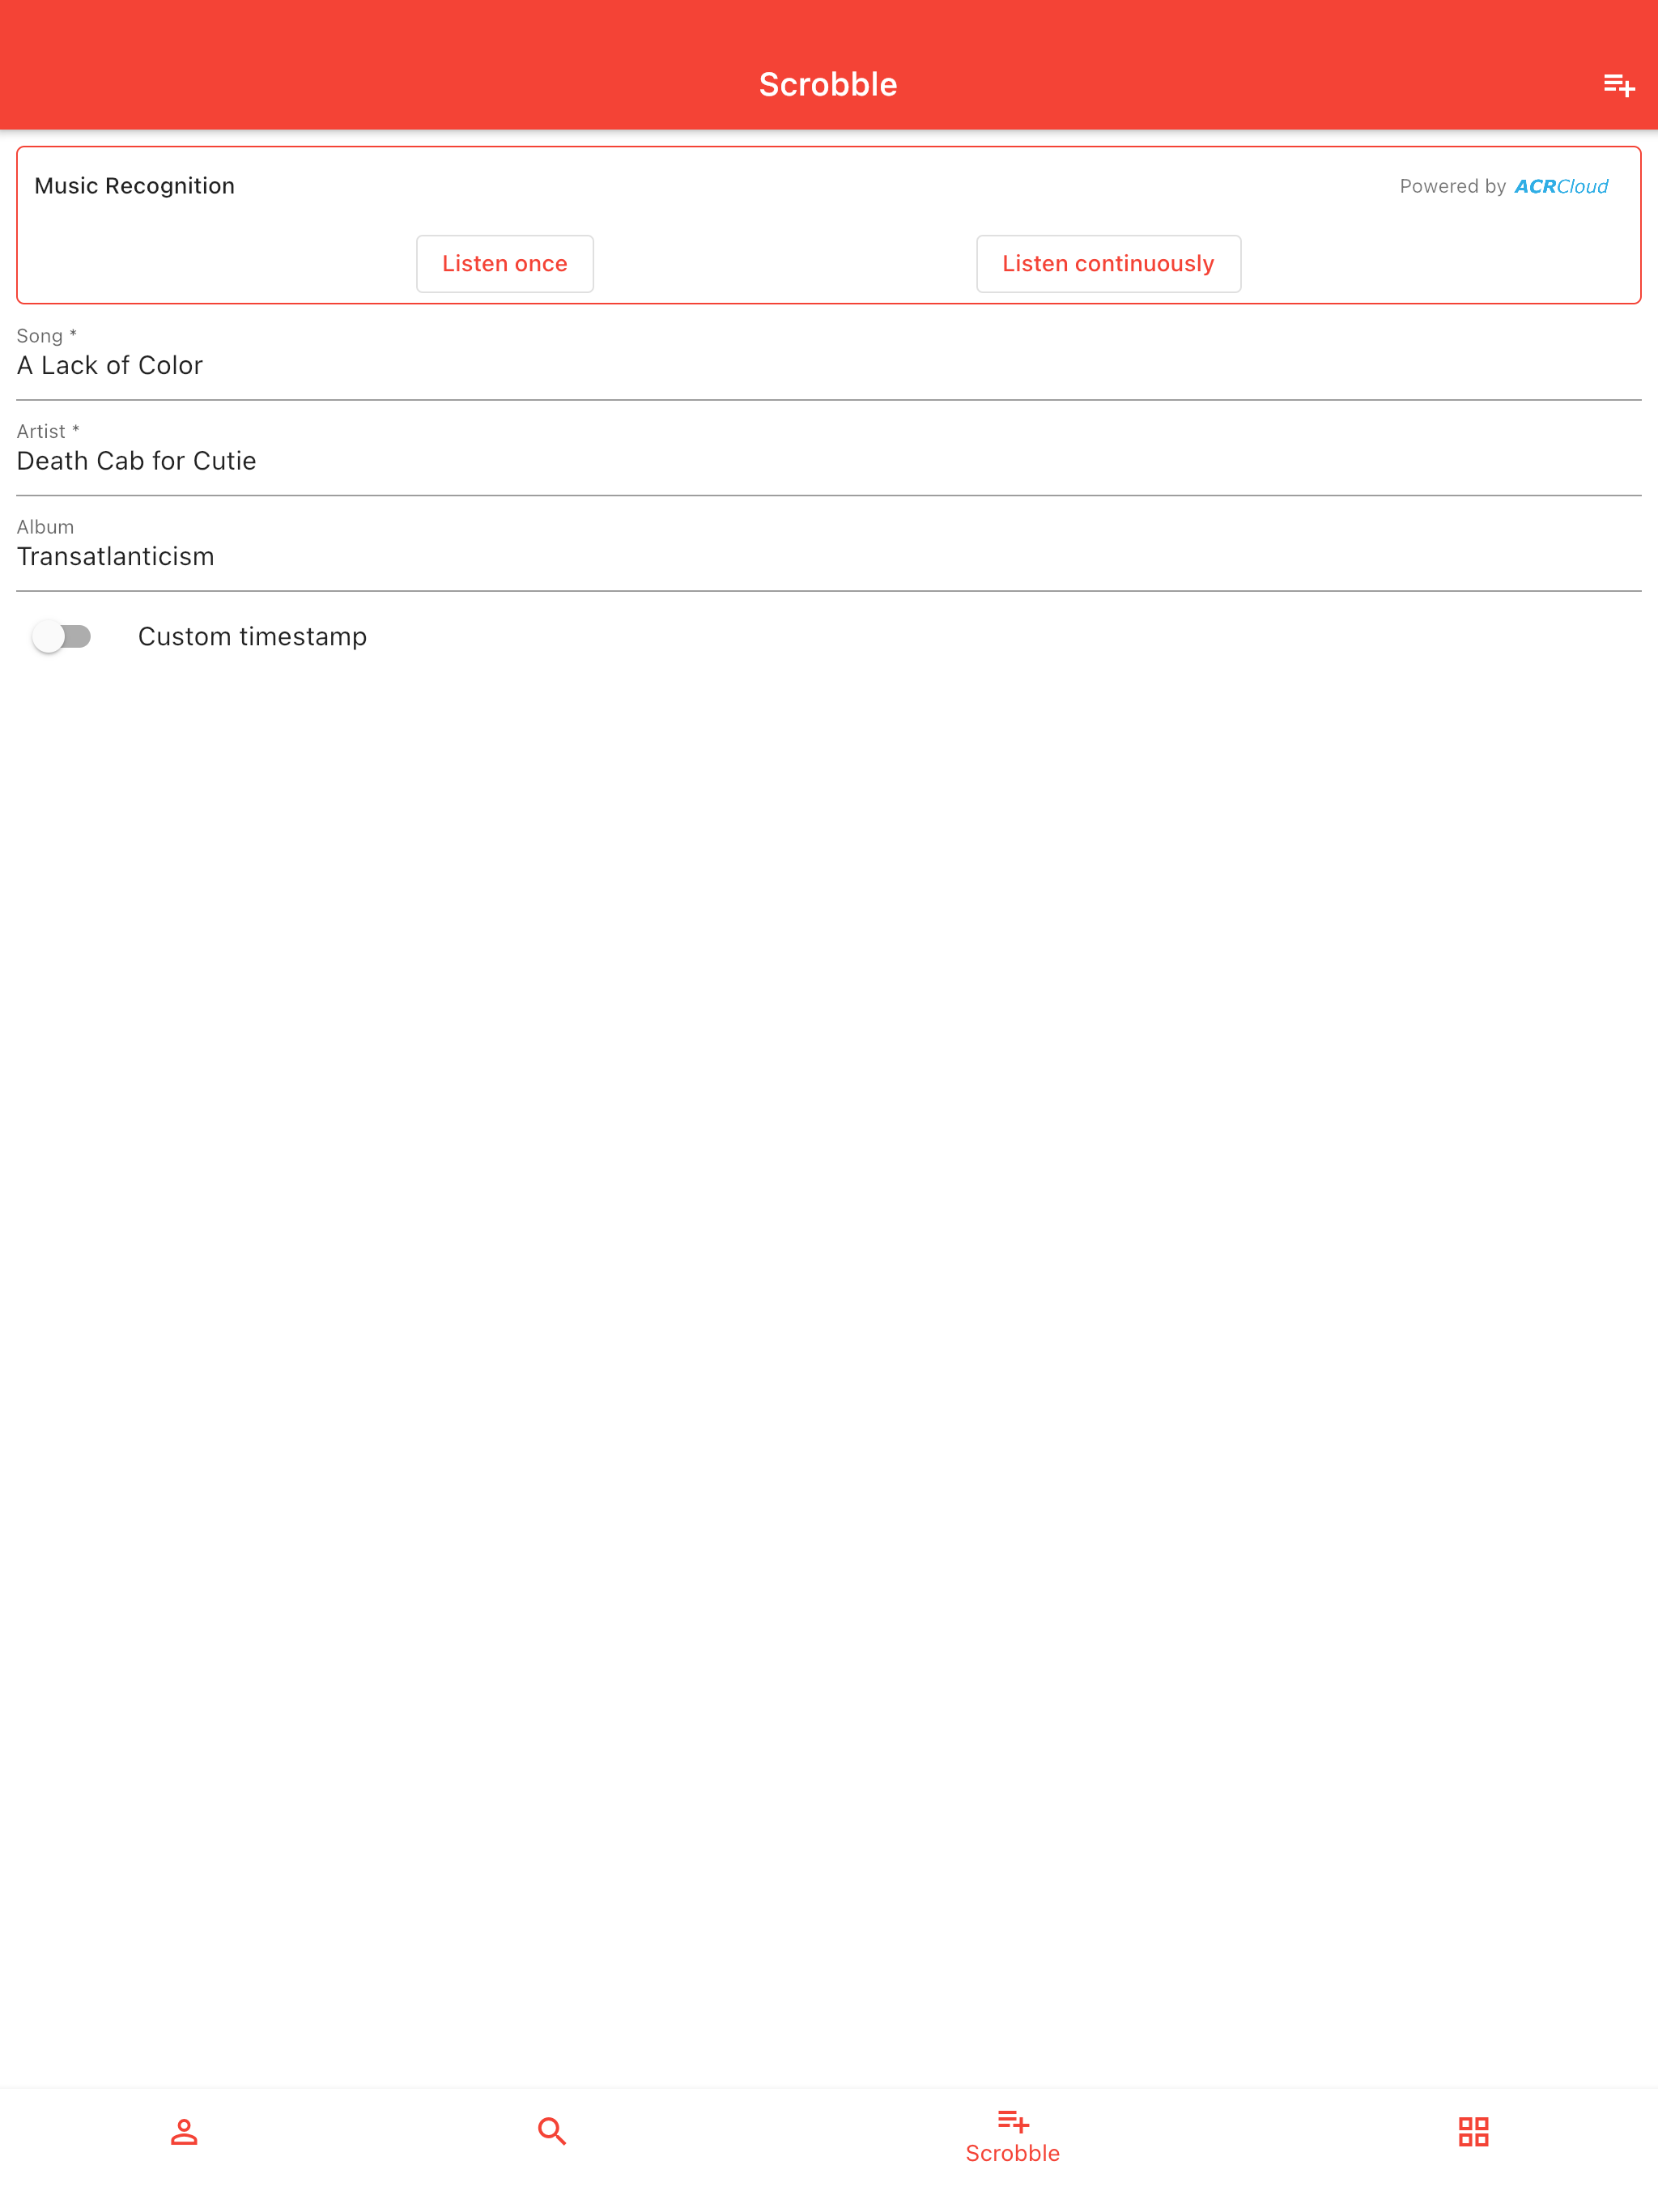 Scrobble
Music Recognition
Powered by ACRCloud
Listen once
Listen continuously
Song *
A Lack of Color
Artist *
Death Cab for Cutie
Album
Transatlanticism
Custom timestamp
Scrobble